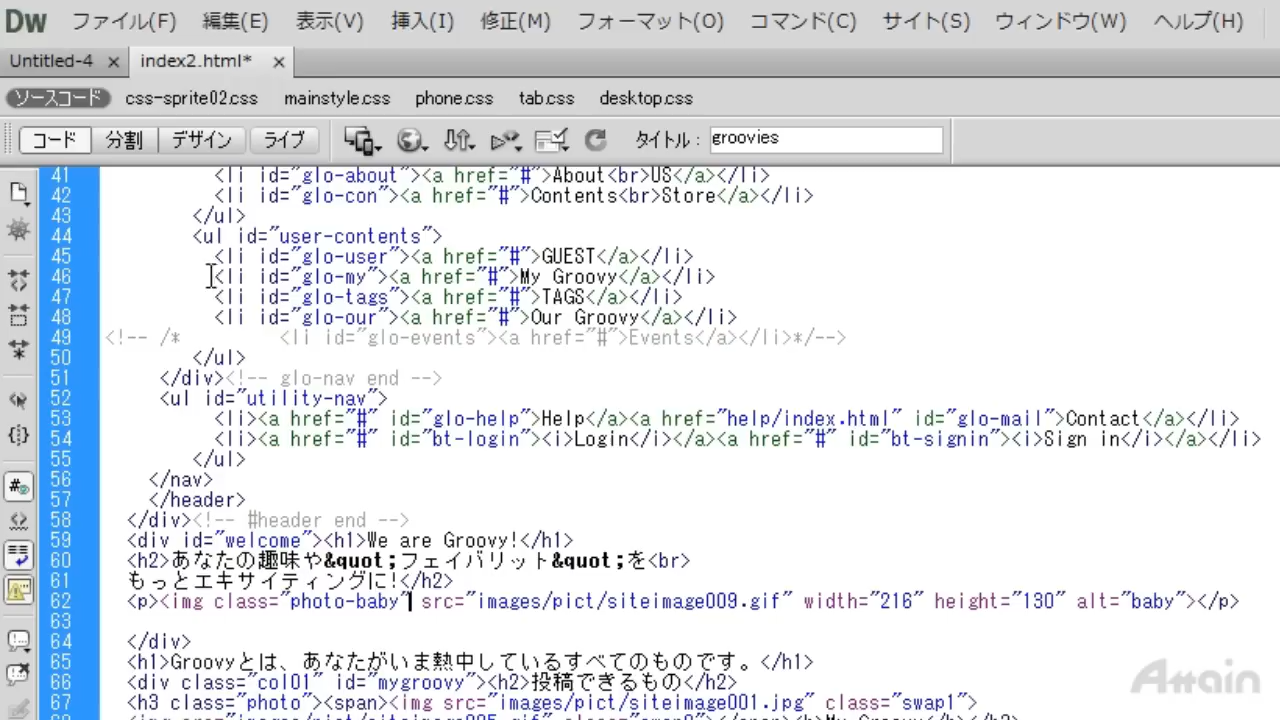 Dw ファイル(F) 編集(E) 表示(V) 挿入(I) 修正(M) フォーマット(O) コマンド(C) サイト(S) ウィンドウ(W) ヘルプ(H)
Untitled-4 × index2.html* ×
ソースコード css-sprite02.css mainstyle.css phone.css tab.css desktop.css
コード 分割 デザイン ライブ タイトル : groovies
41 <li id="glo-about"><a href="#">About<br>US</a></li>
42 <li id="glo-con"><a href="#">Contents<br>Store</a></li>
43 </ul>
44 <ul id="user-contents">
45 <li id="glo-user"><a href="#">GUEST</a></li>
46 <li id="glo-my"><a href="#">My Groovy</a></li>
47 <li id="glo-tags"><a href="#">TAGS</a></li>
48 <li id="glo-our"><a href="#">Our Groovy</a></li>
49 <!-- /* <li id="glo-events"><a href="#">Events</a></li>*/-->
50 </ul>
51 </div><!-- glo-nav end -->
52 <ul id="utility-nav">
53 <li><a href="#" id="glo-help">Help</a><a href="help/index.html" id="glo-mail">Contact</a></li>
54 <li><a href="#" id="bt-login"><i>Login</i></a><a href="#" id="bt-signin"><i>Sign in</i></a></li>
55 </ul>
56 </nav>
57 </header>
58 </div><!-- #header end -->
59 <div id="welcome"><h1>We are Groovy!</h1>
60 <h2>あなたの趣味や&quot;フェイバリット&quot;を<br>
61 もっとエキサイティングに!</h2>
62 <p><img class="photo-baby" src="images/pict/siteimage009.gif" width="216" height="130" alt="baby"></p>
63
64 </div>
65 <h1>Groovyとは、あなたがいま熱中しているすべてのものです。</h1>
66 <div class="col01" id="mygroovy"><h2>投稿できるもの</h2>
67 <h3 class="photo"><span><img src="images/pict/siteimage001.jpg" class="swap1">
Attain